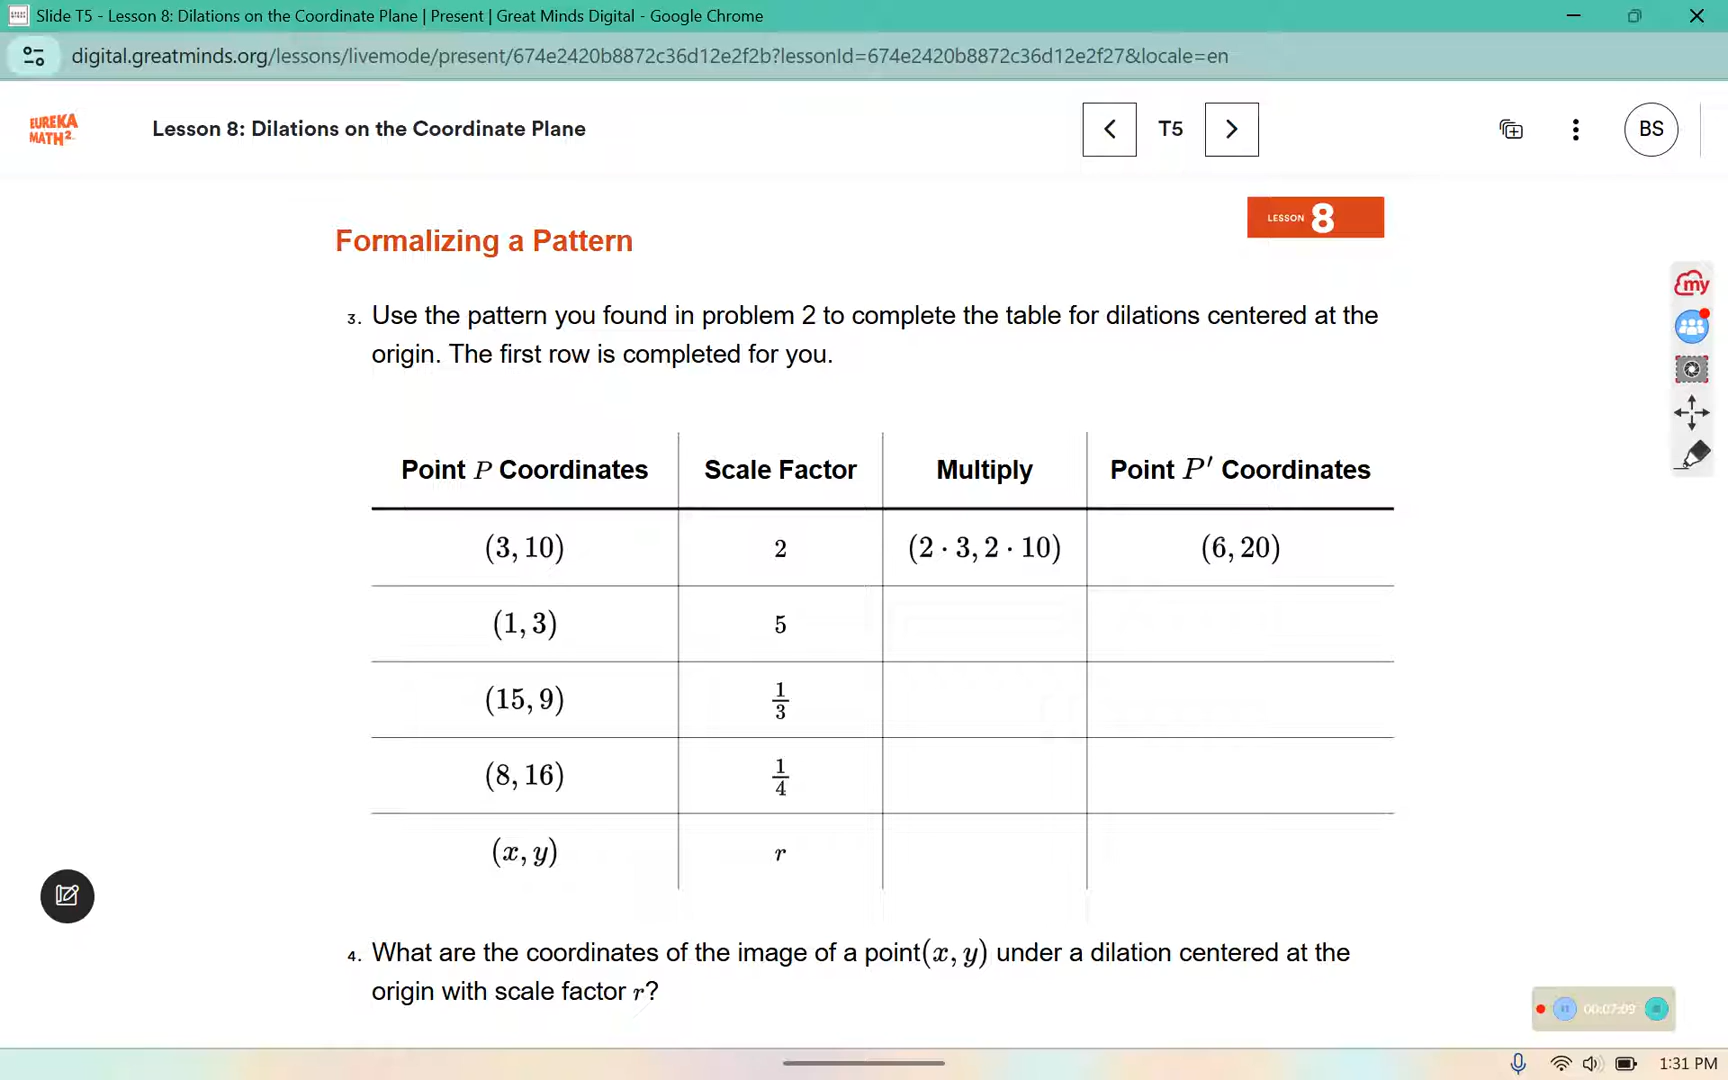 Slide T5 - Lesson 8: Dilations on the Coordinate Plane | Present | Great Minds Digital - Google Chrome
digital.greatminds.org/lessons/livemode/present/674e2420b8872c36d12e2f2b?lessonId=674e2420b8872c36d12e2f27&locale=en
EUREKA
MATH²
Lesson 8: Dilations on the Coordinate Plane
T5
BS
LESSON 8
Formalizing a Pattern
my
3. Use the pattern you found in problem 2 to complete the table for dilations centered at the
origin. The first row is completed for you.
Point P Coordinates Scale Factor Multiply Point P′ Coordinates
(3, 10) 2 (2 · 3, 2 · 10) (6, 20)
(1, 3) 5
(15, 9) 1/3
(8, 16) 1/4
(x, y) r
4. What are the coordinates of the image of a point(x, y) under a dilation centered at the
origin with scale factor r?
00:07:09
1:31 PM